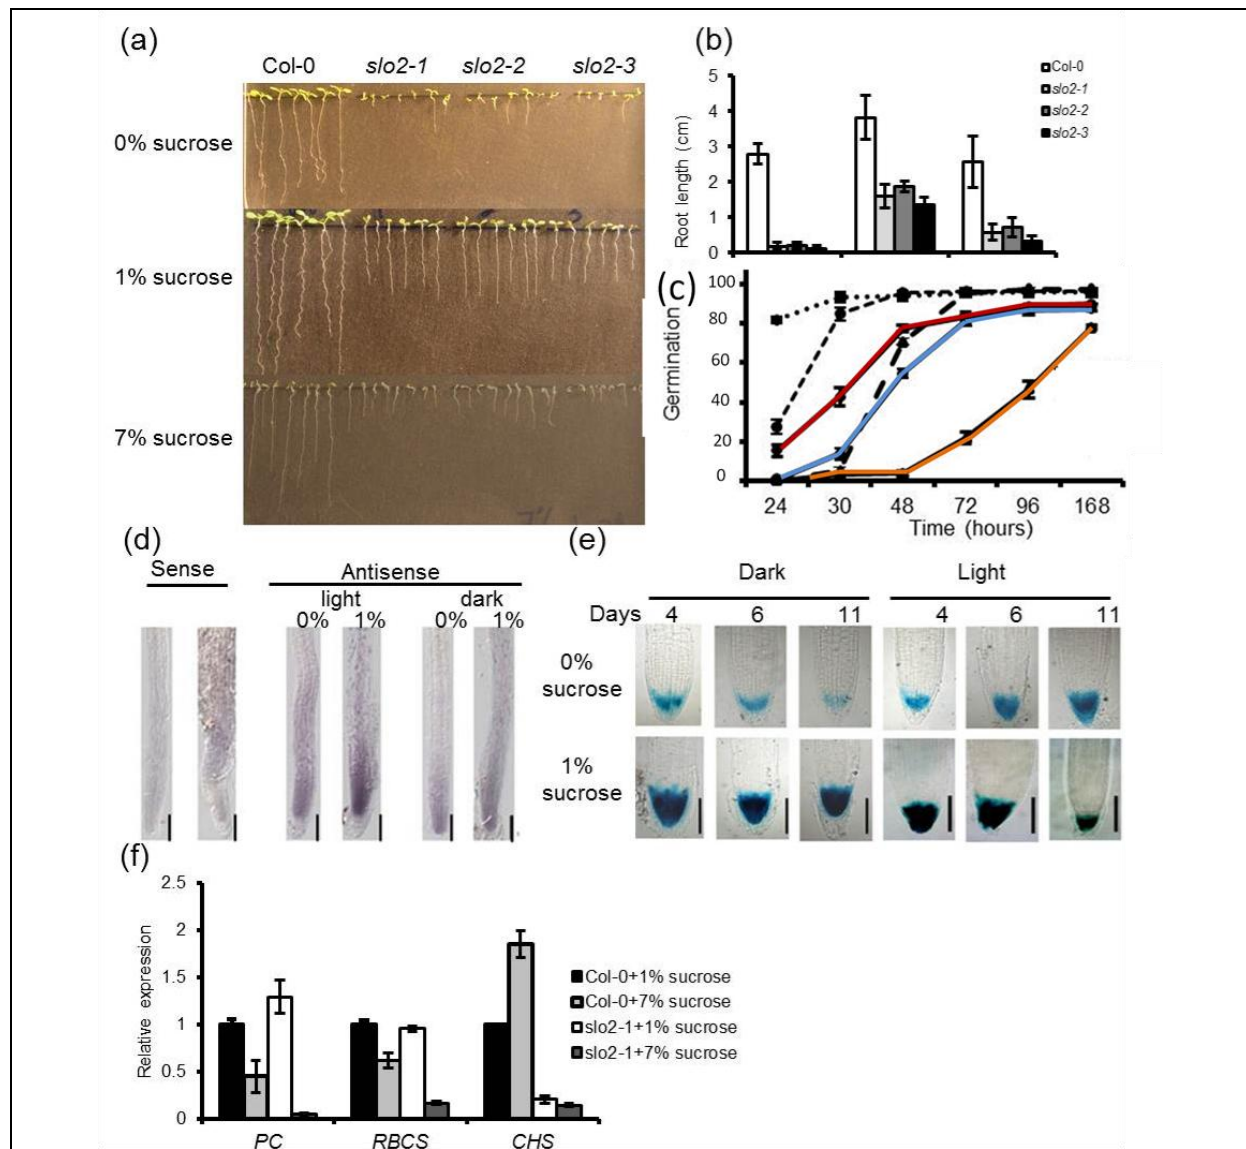 (a)
Col-0 slo2-1 slo2-2 slo2-3
0% sucrose
1% sucrose
7% sucrose
(b)
Root length (cm)
5
4
3
2
1
0
Col-0
slo2-1
slo2-2
slo2-3
(c)
Germination
100
80
60
40
20
0
24 30 48 72 96 168
Time (hours)
(d)
Sense Antisense
light dark
0% 1% 0% 1%
(e)
Dark Light
Days 4 6 11 4 6 11
0%
sucrose
1%
sucrose
(f)
Relative expression
2.5
2
1.5
1
0.5
0
PC RBCS CHS
Col-0+1% sucrose
Col-0+7% sucrose
slo2-1+1% sucrose
slo2-1+7% sucrose